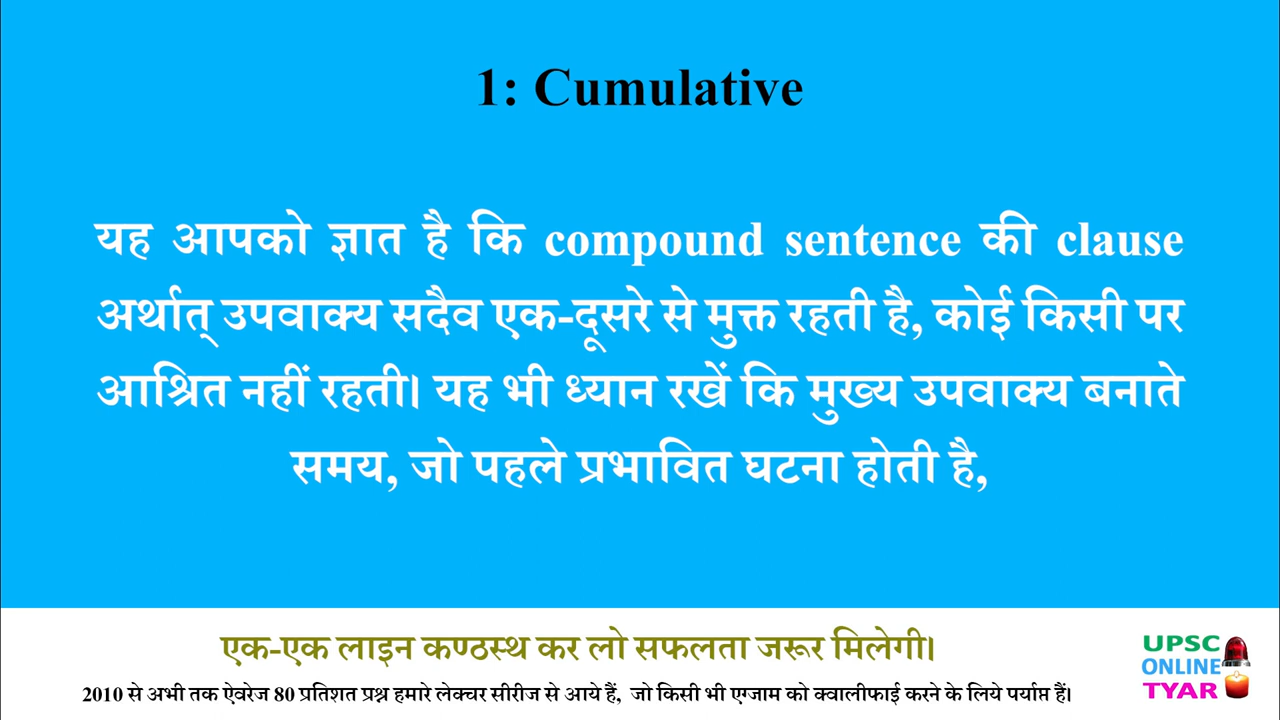 1: Cumulative
यह आपको ज्ञात है कि compound sentence की clause
अर्थात् उपवाक्य सदैव एक-दूसरे से मुक्त रहती है, कोई किसी पर
आश्रित नहीं रहती। यह भी ध्यान रखें कि मुख्य उपवाक्य बनाते
समय, जो पहले प्रभावित घटना होती है,
एक-एक लाइन कण्ठस्थ कर लो सफलता जरूर मिलेगी।
2010 से अभी तक ऐवरेज 80 प्रतिशत प्रश्न हमारे लेक्चर सीरीज से आये हैं, जो किसी भी एग्जाम को क्वालीफाई करने के लिये पर्याप्त हैं।
UPSC
ONLINE
TYAR